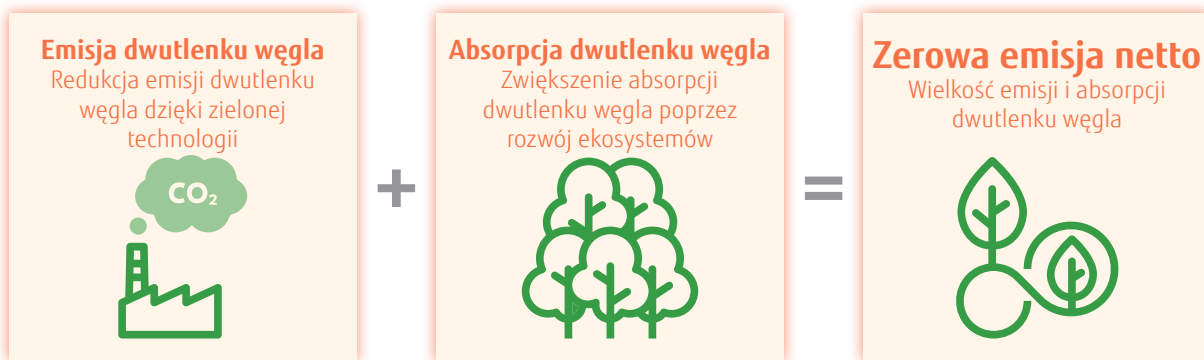 Emisja dwutlenku węgla
Redukcja emisji dwutlenku
węgla dzięki zielonej
technologii
CO₂
+
Absorpcja dwutlenku węgla
Zwiększenie absorpcji
dwutlenku węgla poprzez
rozwój ekosystemów
=
Zerowa emisja netto
Wielkość emisji i absorpcji
dwutlenku węgla